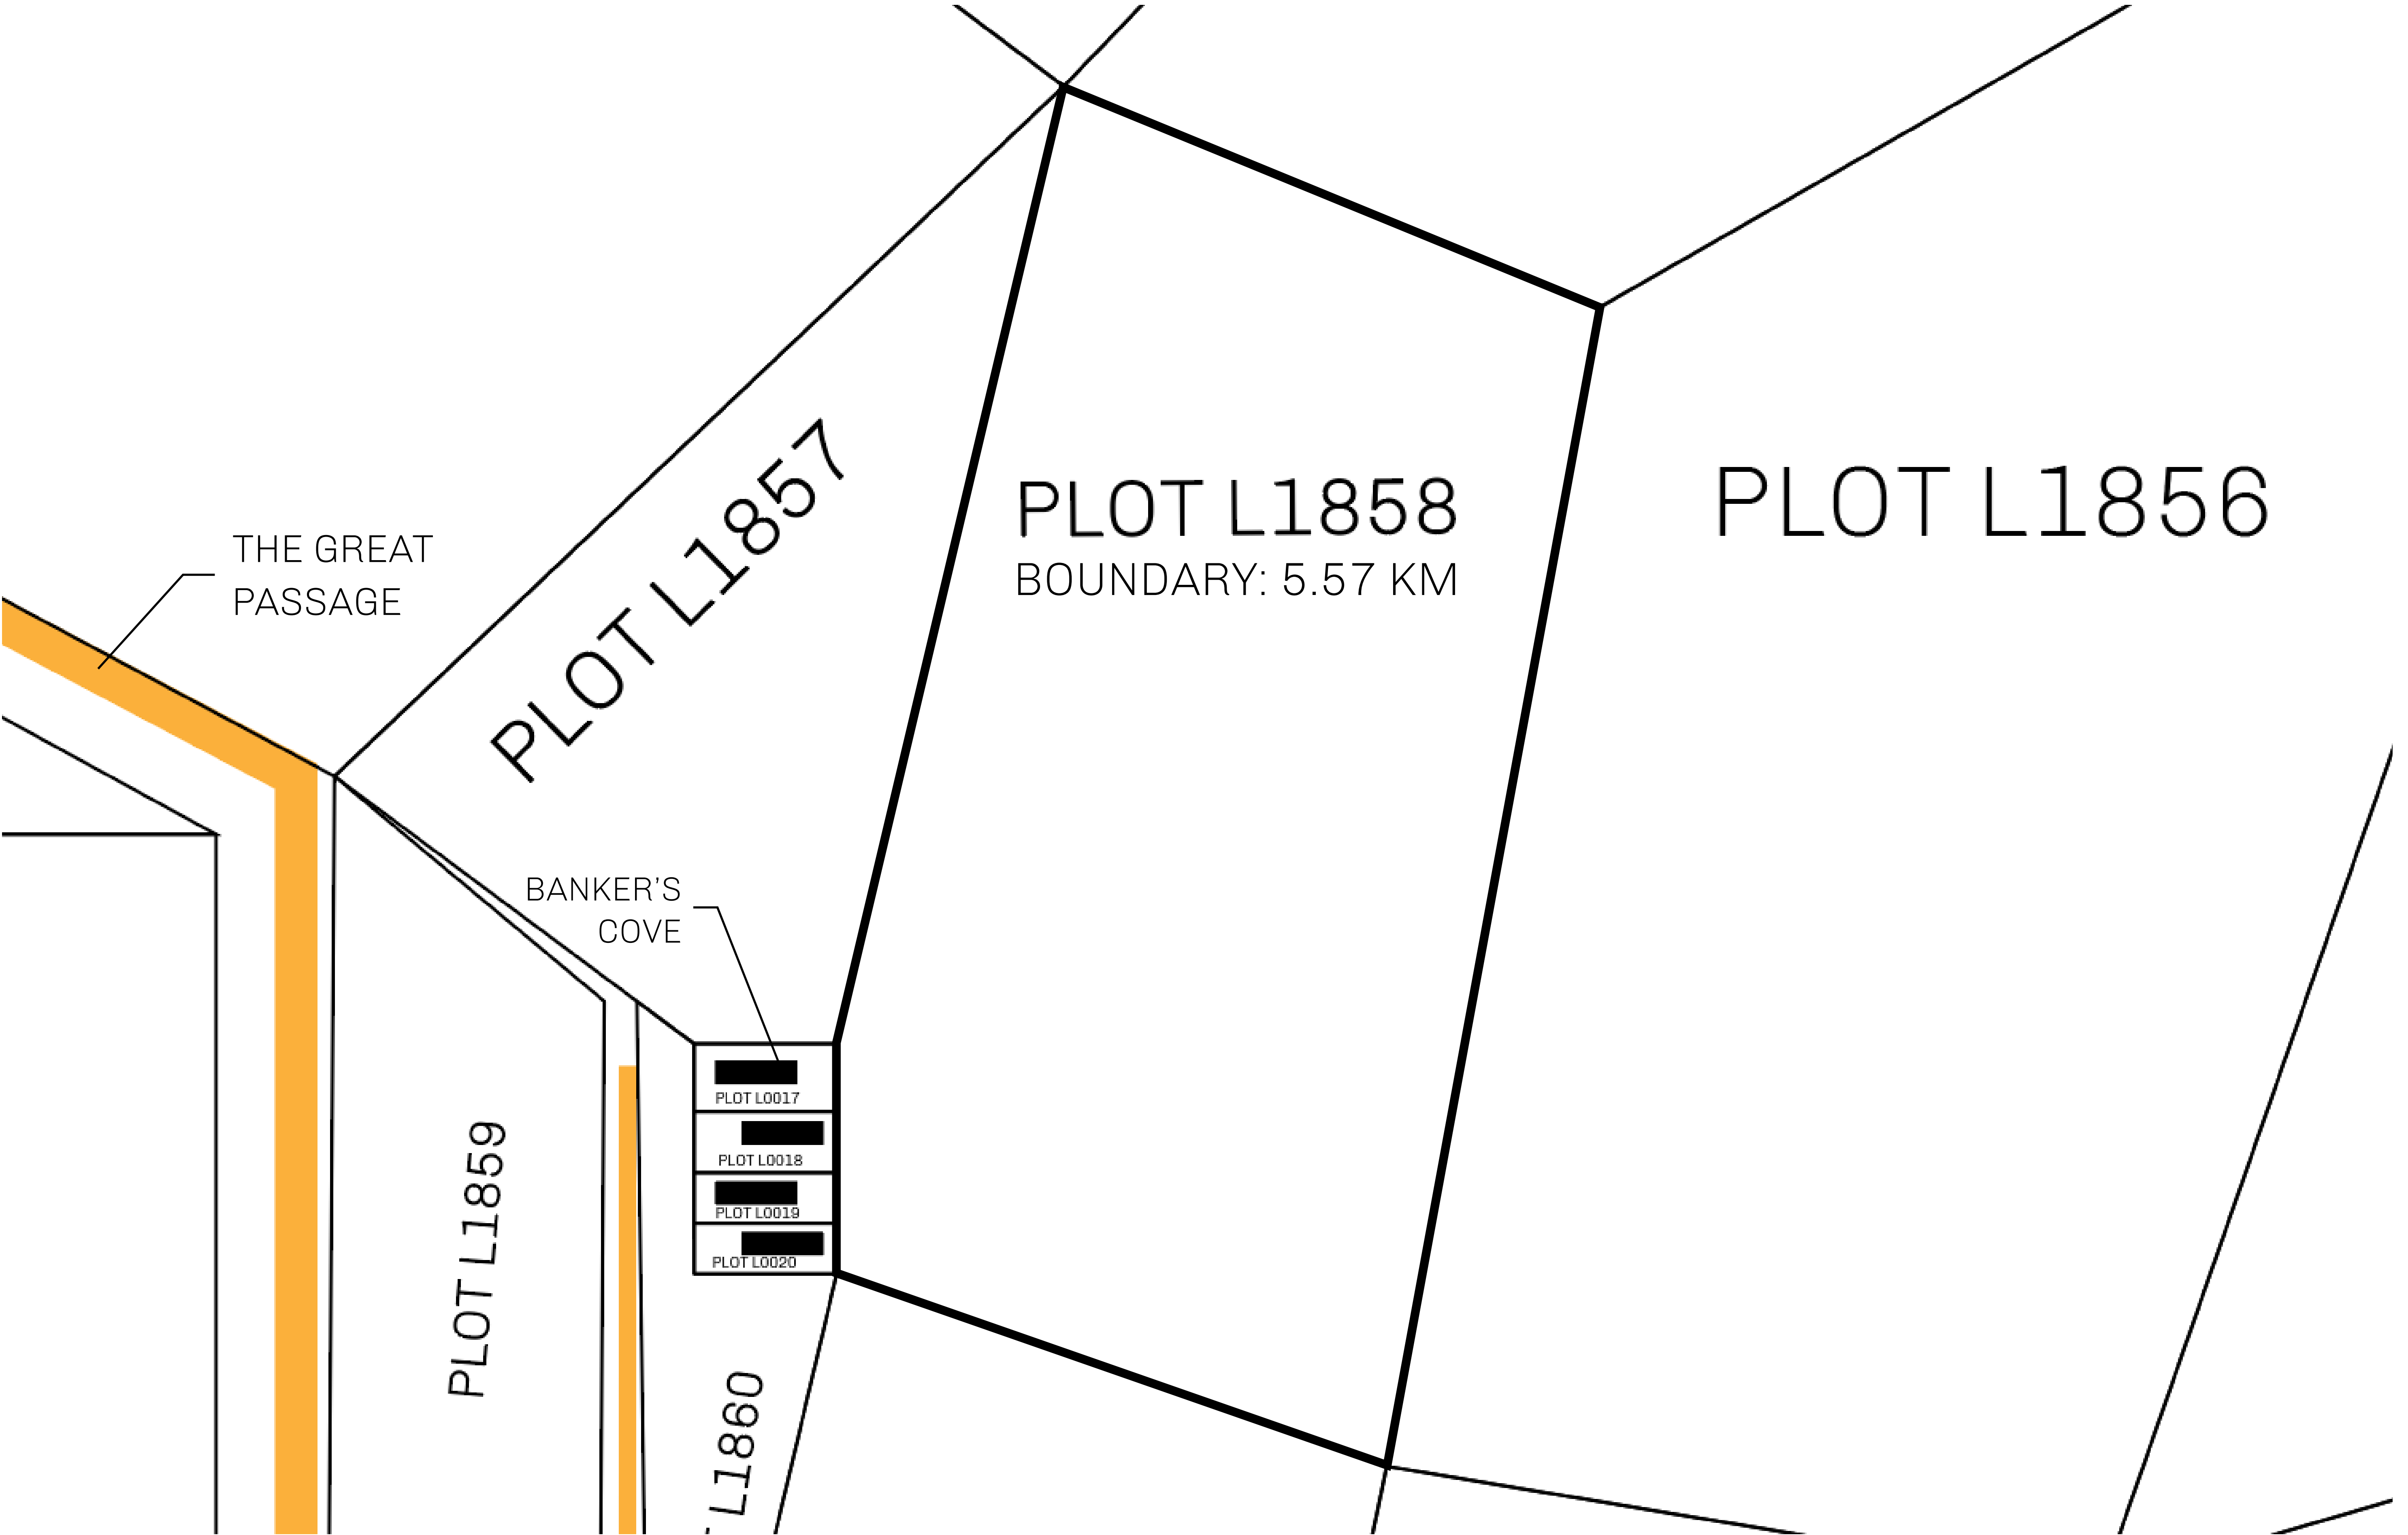 PLOT L1857
PLOT L1858
BOUNDARY: 5.57 KM
PLOT L1856
THE GREAT
PASSAGE
BANKER'S
COVE
PLOT L0017
PLOT L0018
PLOT L0019
PLOT L0020
PLOT L1859
L1860